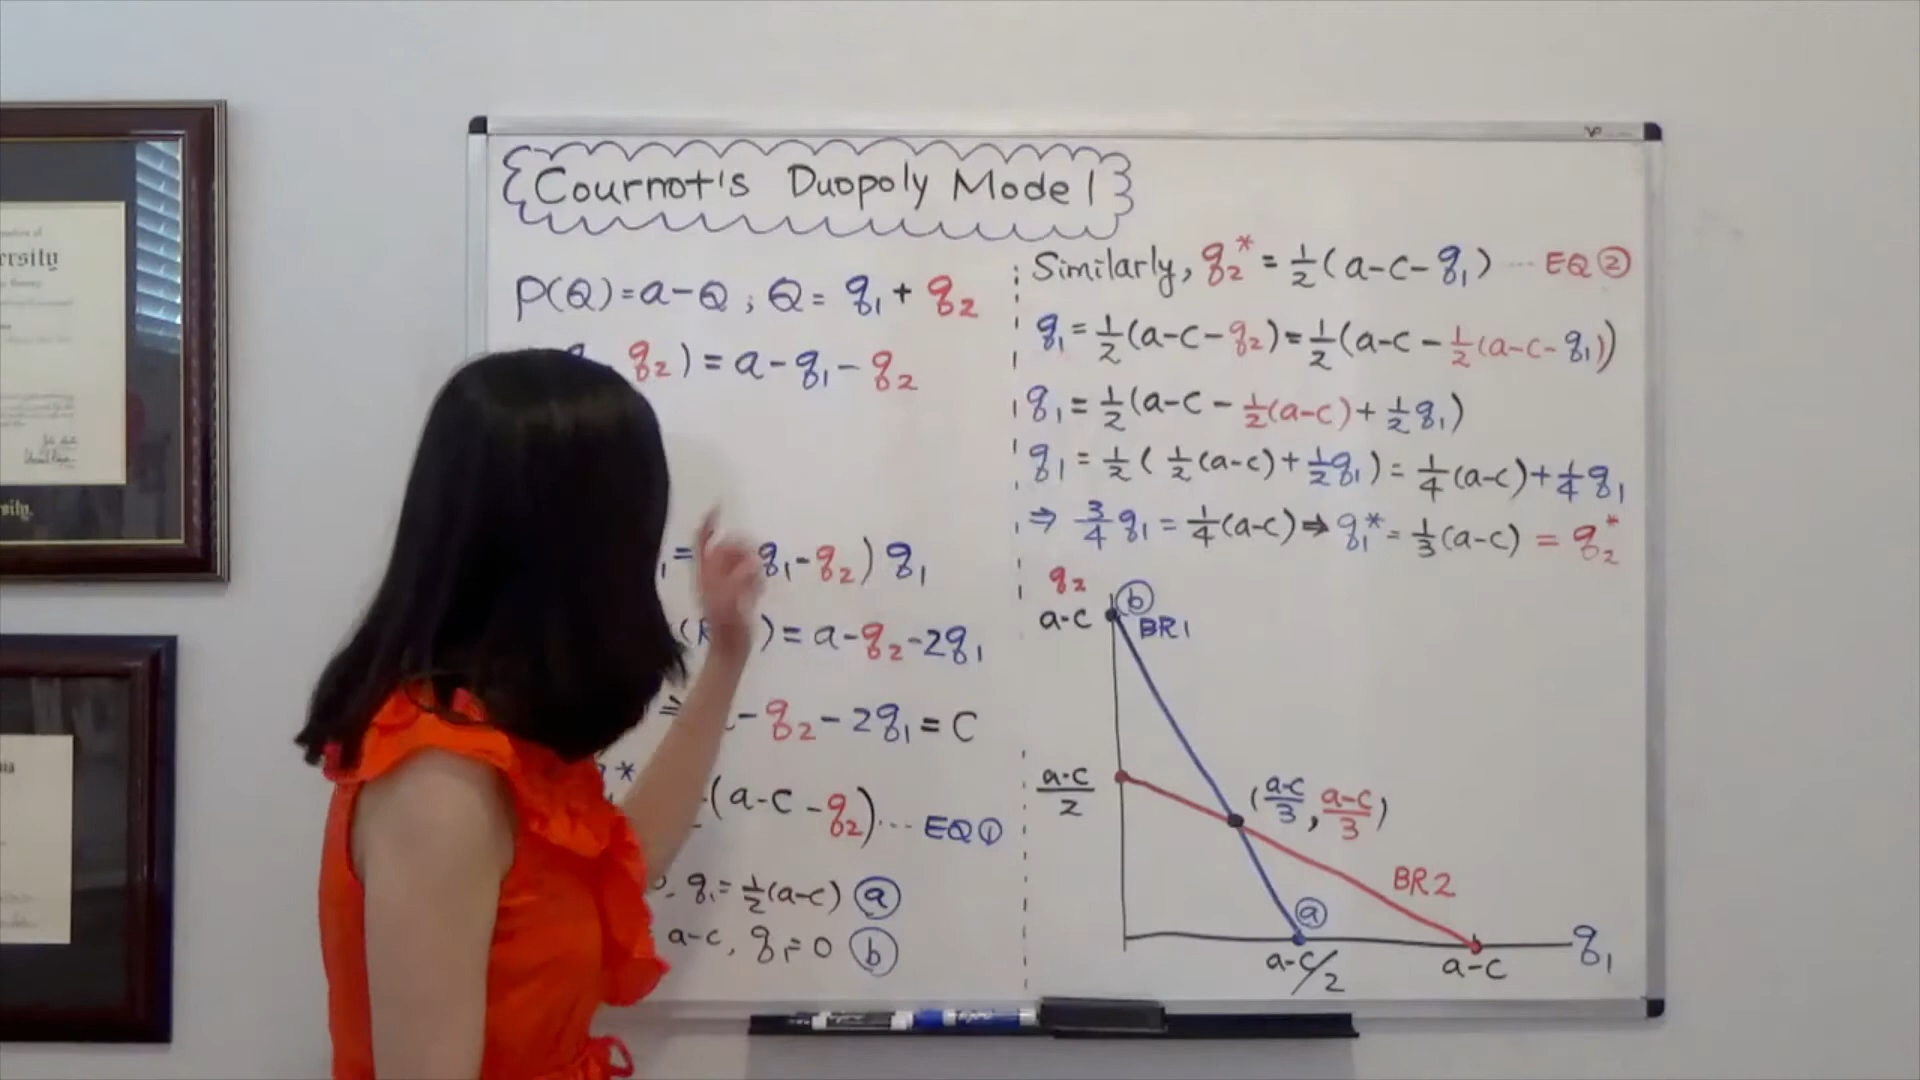 Cournot's Duopoly Model
P(Q)=a-Q ; Q= q₁ + q₂
q₂) = a-q₁-q₂
q₁-q₂) q₁
) = a-q₂-2q₁
-q₂-2q₁ = C
(a-c-q₂)... EQ①
q₁=½(a-c) ⓐ
a-c, q₁=0 ⓑ
Similarly, q₂* = ½(a-c-q₁) ... EQ②
q₁ = ½(a-c-q₂) = ½(a-c-½(a-c-q₁))
q₁ = ½(a-c-½(a-c)+½q₁)
q₁ = ½(½(a-c)+½q₁) = ¼(a-c)+¼q₁
⇒ ¾q₁ = ¼(a-c) ⇒ q₁* = ⅓(a-c) = q₂*
q₂
a-c
ⓑ
BR1
a-c/2
(a-c/3, a-c/3)
BR2
ⓐ
q₁
a-c/2
a-c
ersity
sity.